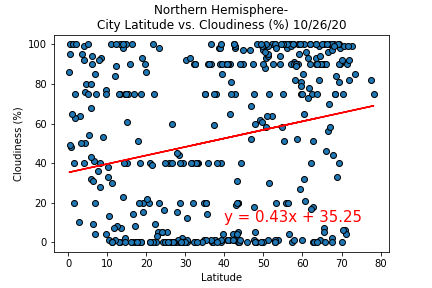 Northern Hemisphere-
City Latitude vs. Cloudiness (%) 10/26/20
Cloudiness (%)
100
80
60
40
20
0
y = 0.43x + 35.25
0 10 20 30 40 50 60 70 80
Latitude